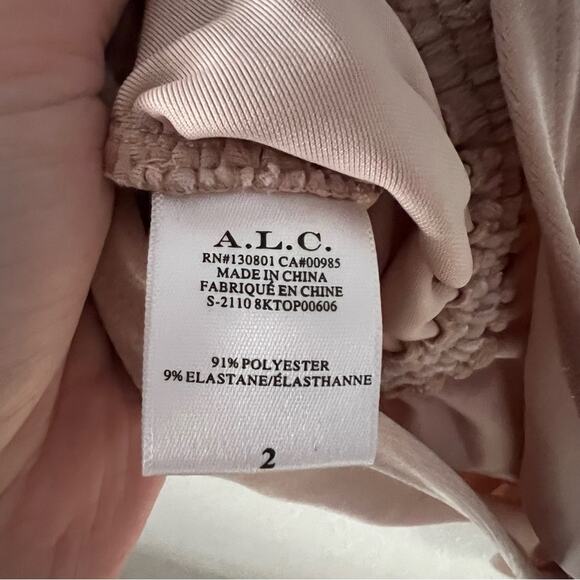 A.L.C.
RN#130801 CA#00985
MADE IN CHINA
FABRIQUÉ EN CHINE
S-2110 8KTOP00606
91% POLYESTER
9% ELASTANE/ÉLASTHANNE
2